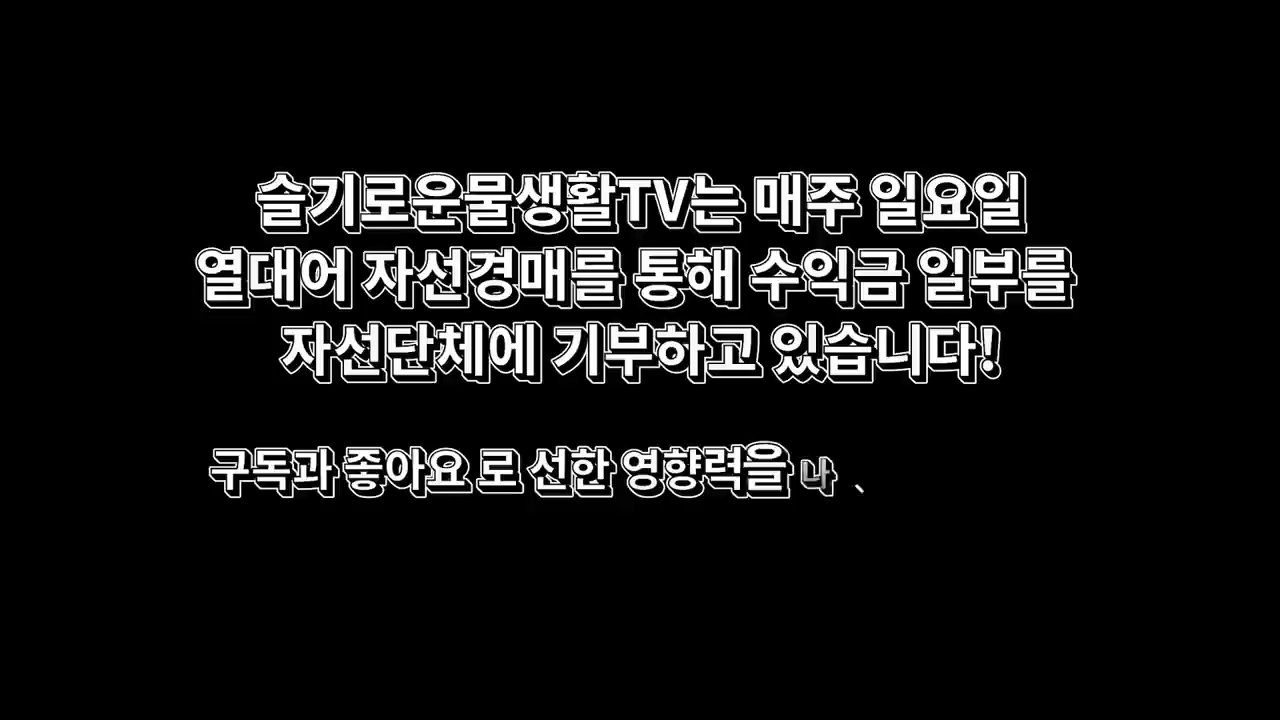 슬기로운물생활TV는 매주 일요일
열대어 자선경매를 통해 수익금 일부를
자선단체에 기부하고 있습니다!
구독과 좋아요 로 선한 영향력을 나